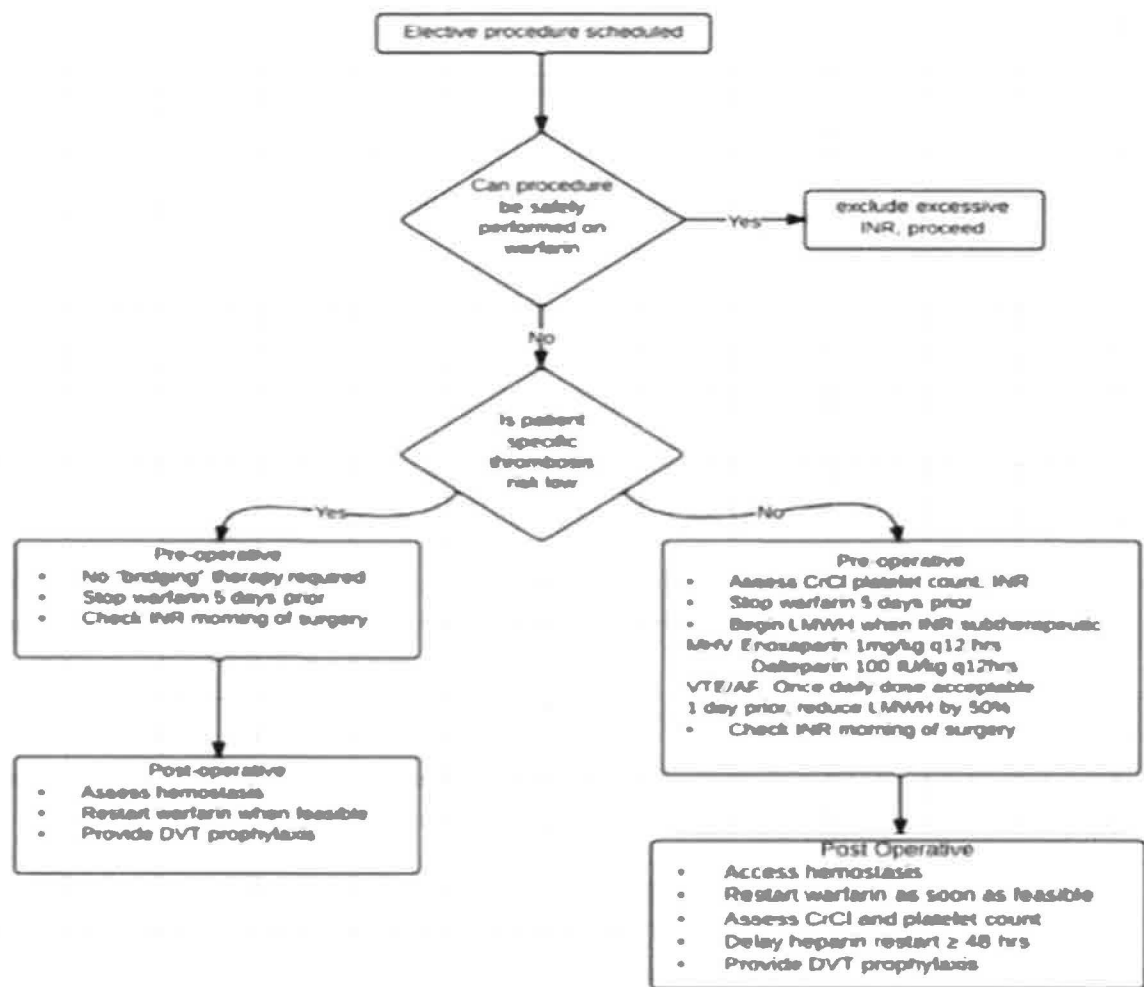 Elective procedure scheduled
Can procedure
be safely
performed on
warfarin
Yes
exclude excessive
INR, proceed
No
Is patient
specific
thrombosis
risk low
Yes
No
Pre-operative
• No "bridging" therapy required
• Stop warfarin 5 days prior
• Check INR morning of surgery
Pre-operative
• Assess CrCl platelet count, INR
• Stop warfarin 5 days prior
• Begin LMWH when INR subtherapeutic
MHV Enoxaparin 1mg/kg q12 hrs
Dalteparin 100 IU/kg q12hrs
VTE/AF Once daily dose acceptable
1 day prior, reduce LMWH by 50%
• Check INR morning of surgery
Post-operative
• Assess hemostasis
• Restart warfarin when feasible
• Provide DVT prophylaxis
Post Operative
• Access hemostasis
• Restart warfarin as soon as feasible
• Assess CrCl and platelet count
• Delay heparin restart ≥ 48 hrs
• Provide DVT prophylaxis